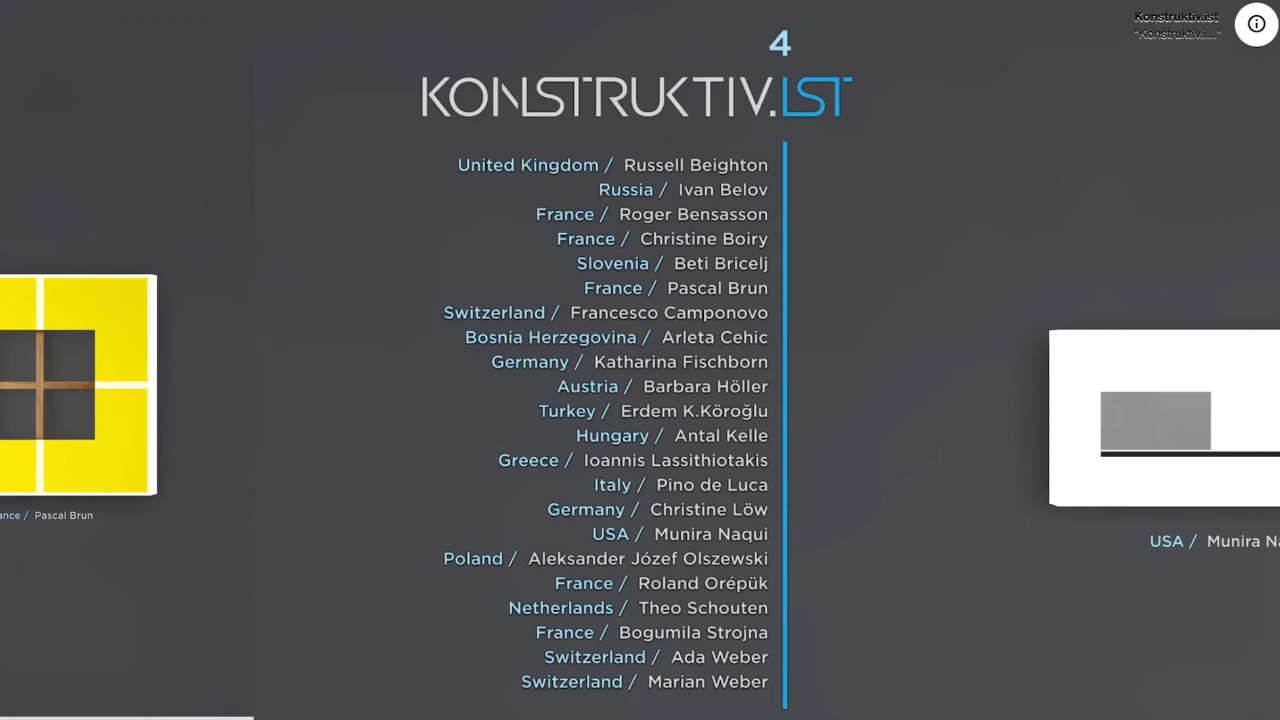 Konstruktiv.ist
"Konstruktiv.i..."
4
KONSTRUKTIV.IST
United Kingdom / Russell Beighton
Russia / Ivan Belov
France / Roger Bensasson
France / Christine Boiry
Slovenia / Beti Bricelj
France / Pascal Brun
Switzerland / Francesco Camponovo
Bosnia Herzegovina / Arleta Cehic
Germany / Katharina Fischborn
Austria / Barbara Höller
Turkey / Erdem K.Köroğlu
Hungary / Antal Kelle
Greece / Ioannis Lassithiotakis
Italy / Pino de Luca
Germany / Christine Löw
USA / Munira Naqui
Poland / Aleksander Józef Olszewski
France / Roland Orépük
Netherlands / Theo Schouten
France / Bogumila Strojna
Switzerland / Ada Weber
Switzerland / Marian Weber
ance / Pascal Brun
USA / Munira Na